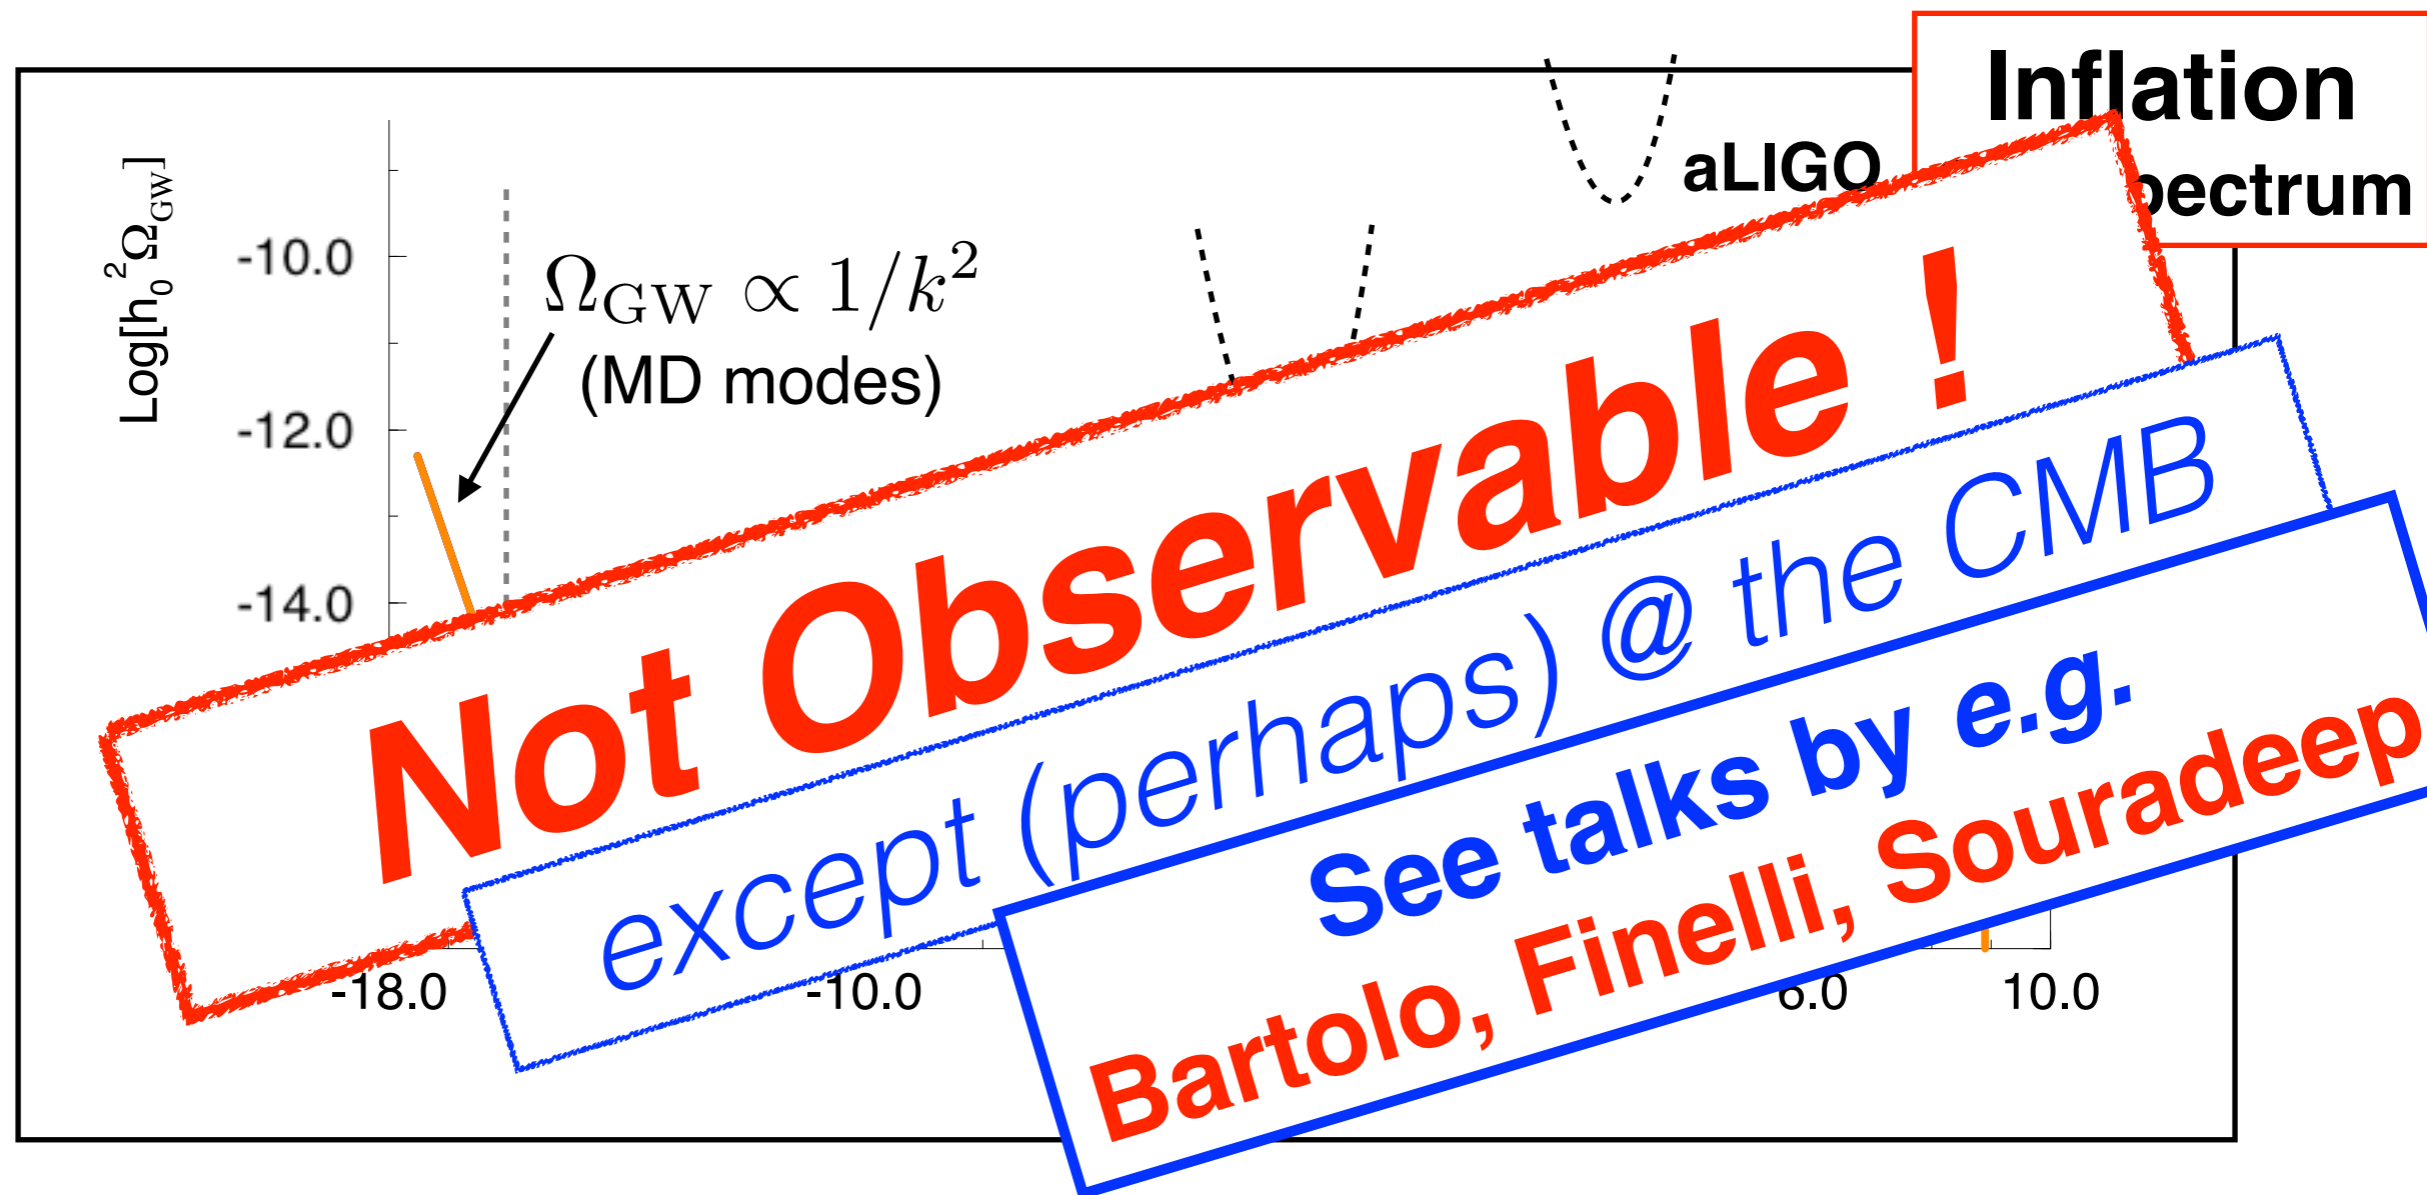 Inflation
pectrum
aLIGO
Log[h₀²Ω_GW]
-10.0
-12.0
-14.0
Ω_GW ∝ 1/k²
(MD modes)
Not Observable !
except (perhaps) @ the CMB
See talks by e.g.
Bartolo, Finelli, Souradeep
-18.0 -10.0 6.0 10.0